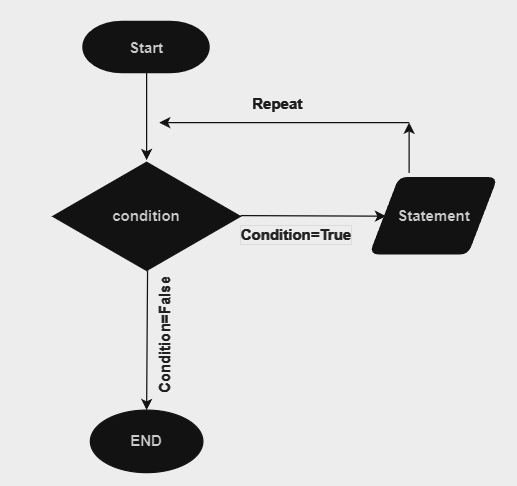 Start
Repeat
condition
Statement
Condition=True
Condition=False
END